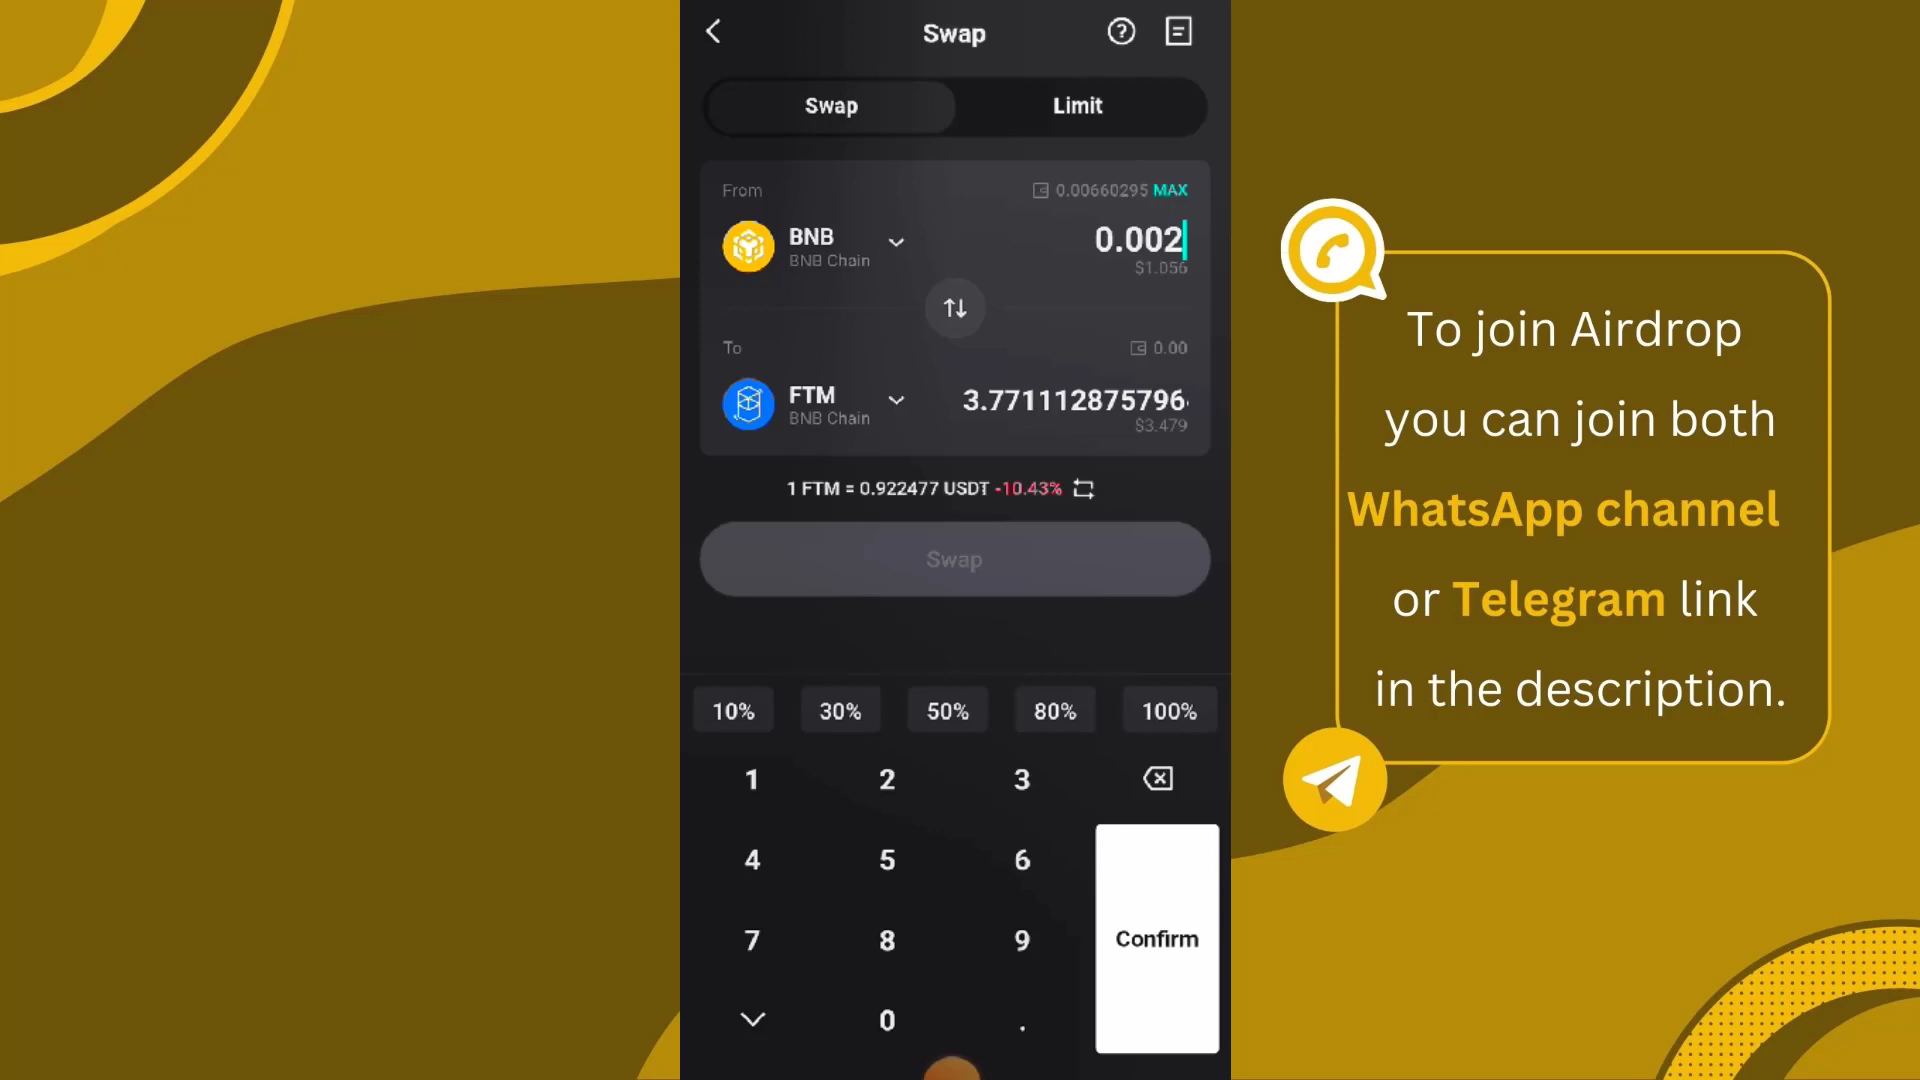 Swap
Swap
Limit
From
0.00660295 MAX
BNB
BNB Chain
0.002
$1.056
To
0.00
FTM
BNB Chain
3.771112875796
$3.479
1 FTM = 0.922477 USDT -10.43%
Swap
10%
30%
50%
80%
100%
1
2
3
4
5
6
Confirm
7
8
9
0
.
To join Airdrop
you can join both
WhatsApp channel
or Telegram link
in the description.